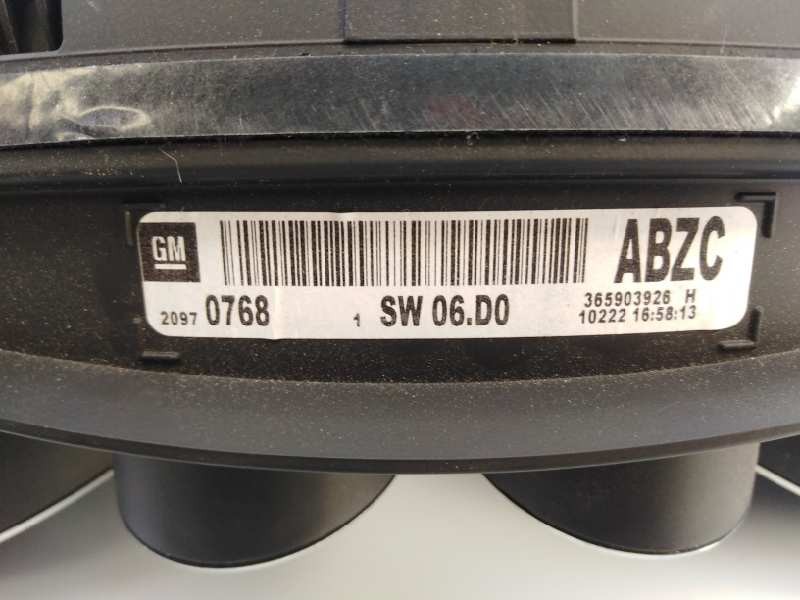 GM
ABZC
2097 0768 1 SW 06.D0
365903926 H
10222 16:58:13